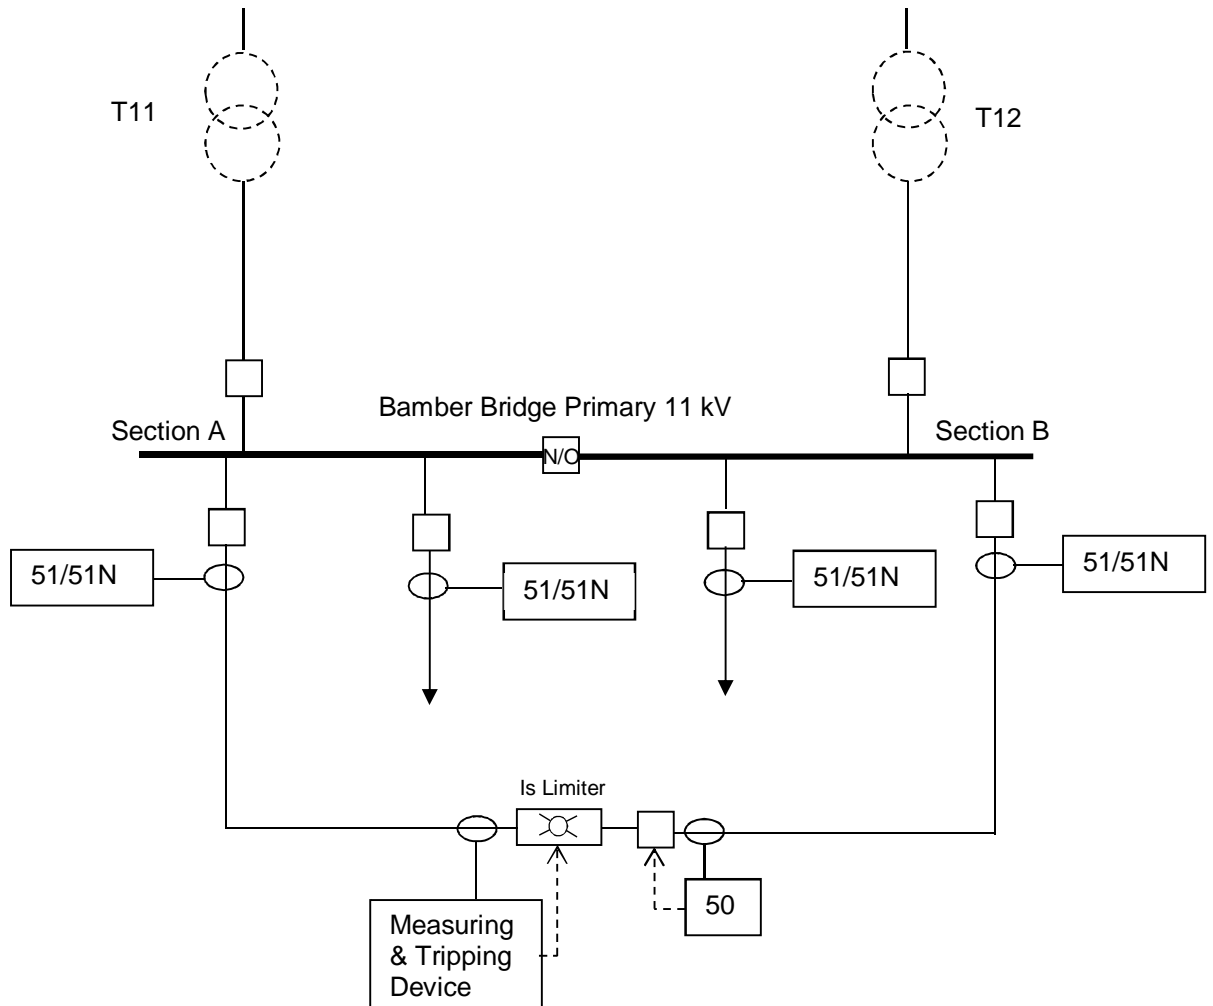 T11
T12
Bamber Bridge Primary 11 kV
Section A
Section B
N/O
51/51N
51/51N
51/51N
51/51N
Is Limiter
Measuring
& Tripping
Device
50